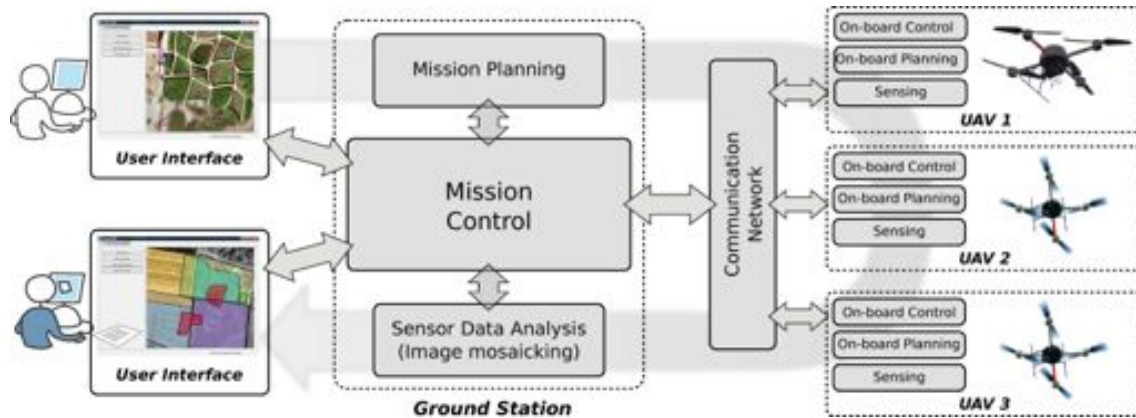 User Interface
User Interface
Mission Planning
Mission
Control
Sensor Data Analysis
(Image mosaicking)
Ground Station
Communication
Network
On-board Control
On-board Planning
Sensing
UAV 1
On-board Control
On-board Planning
Sensing
UAV 2
On-board Control
On-board Planning
Sensing
UAV 3